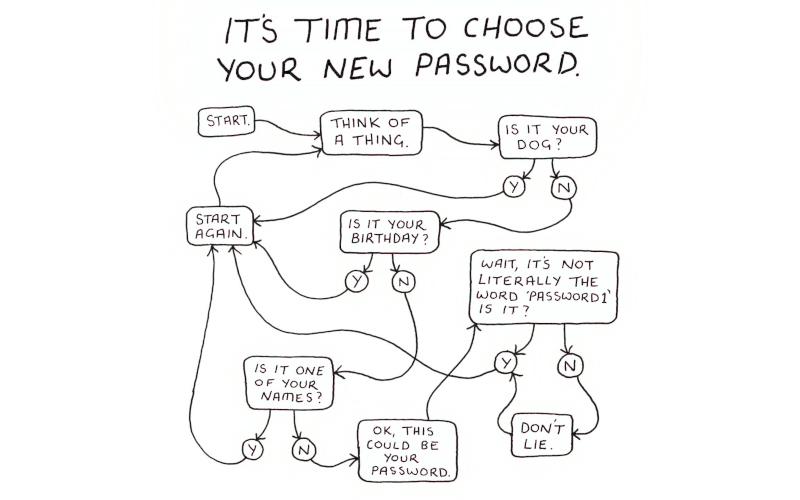 IT'S TIME TO CHOOSE
YOUR NEW PASSWORD.
START.
THINK OF
A THING.
IS IT YOUR
DOG?
Y
N
START
AGAIN.
IS IT YOUR
BIRTHDAY?
Y
N
WAIT, IT'S NOT
LITERALLY THE
WORD 'PASSWORD1'
IS IT?
Y
N
IS IT ONE
OF YOUR
NAMES?
Y
N
OK, THIS
COULD BE
YOUR
PASSWORD.
DON'T
LIE.